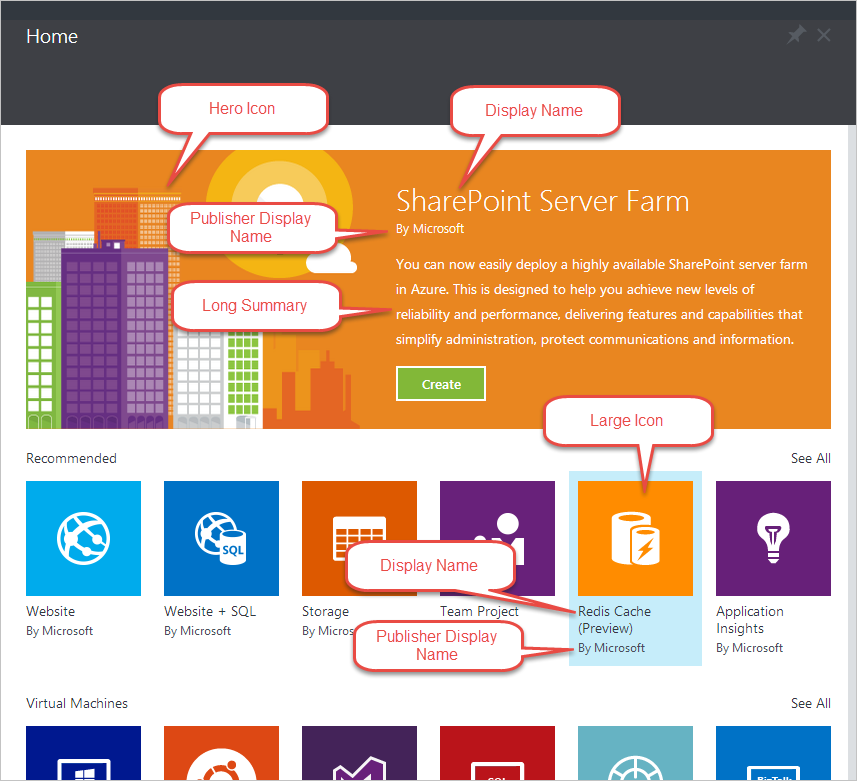 Home
Hero Icon
Display Name
SharePoint Server Farm
Publisher Display
Name
By Microsoft
You can now easily deploy a highly available SharePoint server farm
in Azure. This is designed to help you achieve new levels of
Long Summary
reliability and performance, delivering features and capabilities that
simplify administration, protect communications and information.
Create
Large Icon
Recommended
See All
SQL
Display Name
Website
Website + SQL
Storage
Team Project
Redis Cache
(Preview)
Application
Insights
By Microsoft
By Microsoft
By Micros
Publisher Display
Name
By Microsoft
By Microsoft
Virtual Machines
See All